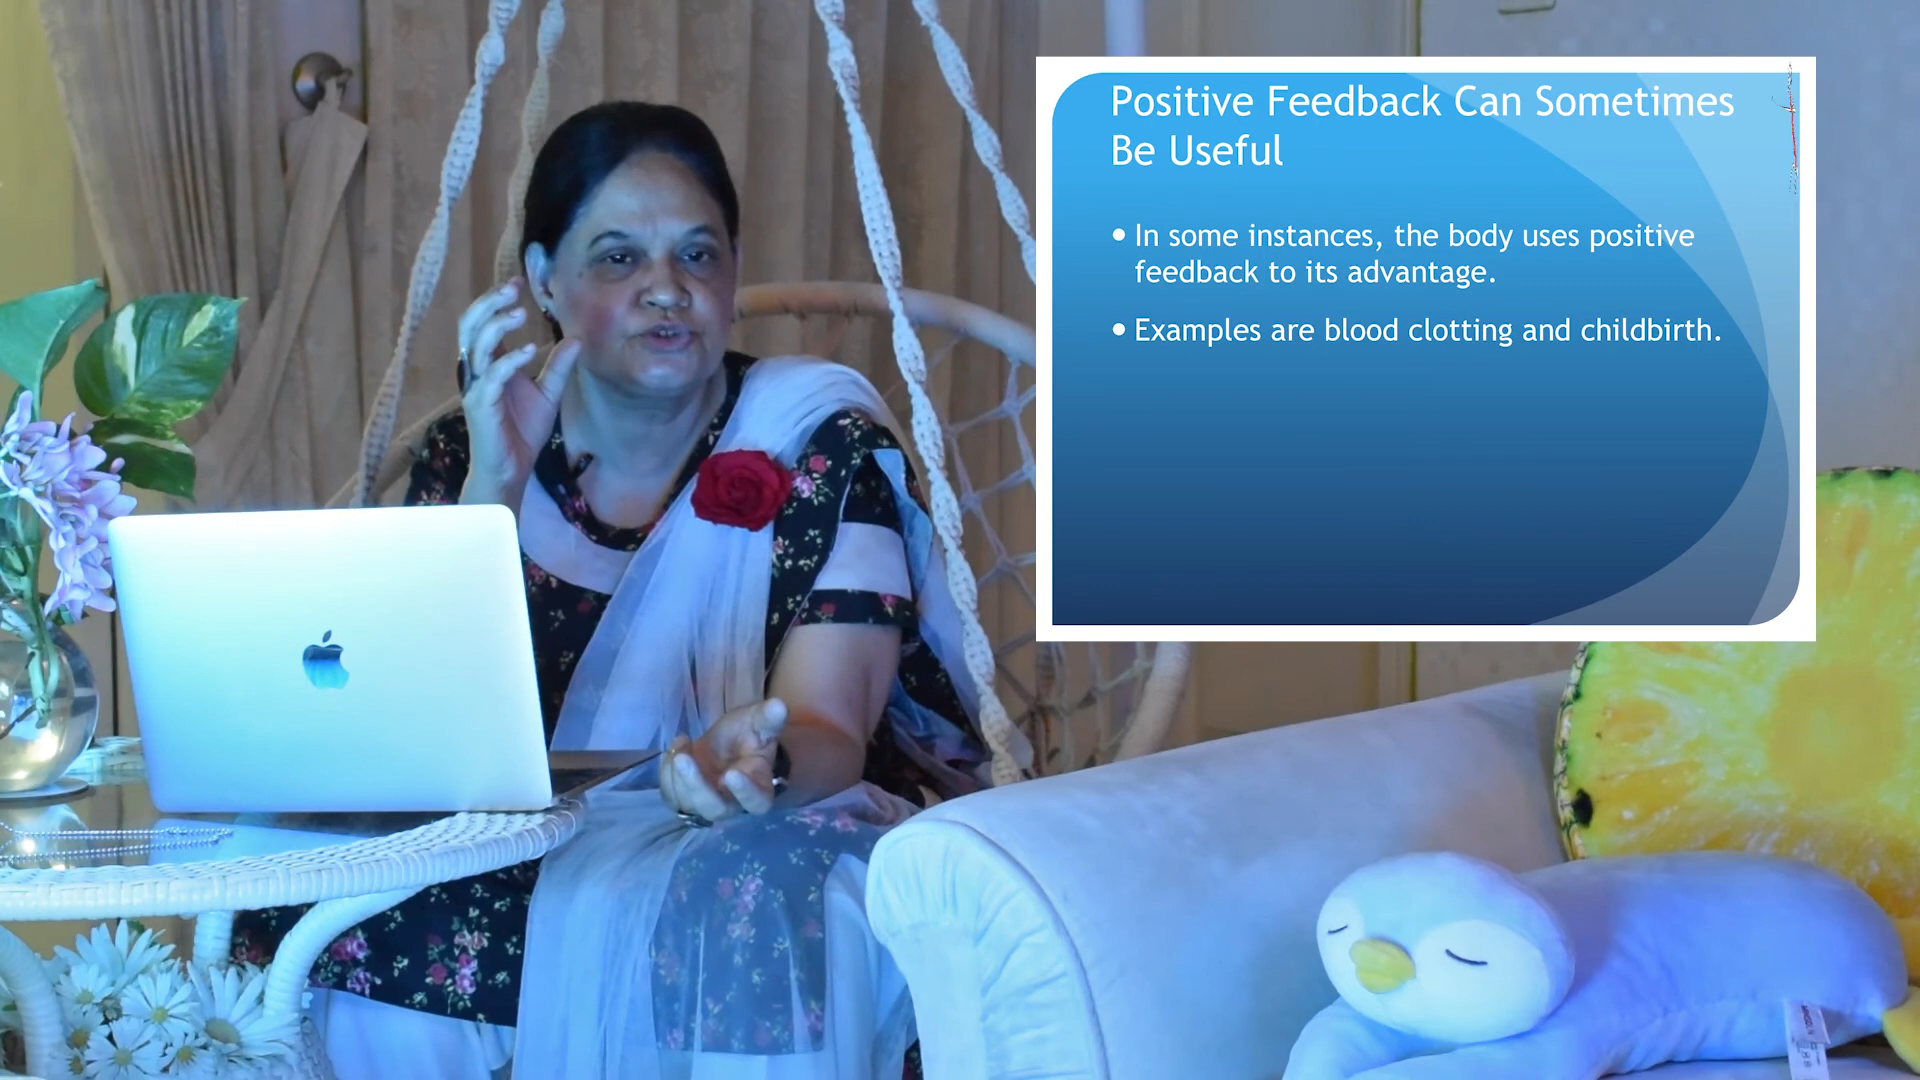 Positive Feedback Can Sometimes
Be Useful
• In some instances, the body uses positive
feedback to its advantage.
• Examples are blood clotting and childbirth.